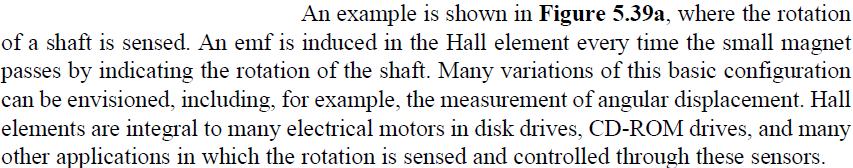 An example is shown in Figure 5.39a, where the rotation
of a shaft is sensed. An emf is induced in the Hall element every time the small magnet
passes by indicating the rotation of the shaft. Many variations of this basic configuration
can be envisioned, including, for example, the measurement of angular displacement. Hall
elements are integral to many electrical motors in disk drives, CD-ROM drives, and many
other applications in which the rotation is sensed and controlled through these sensors.